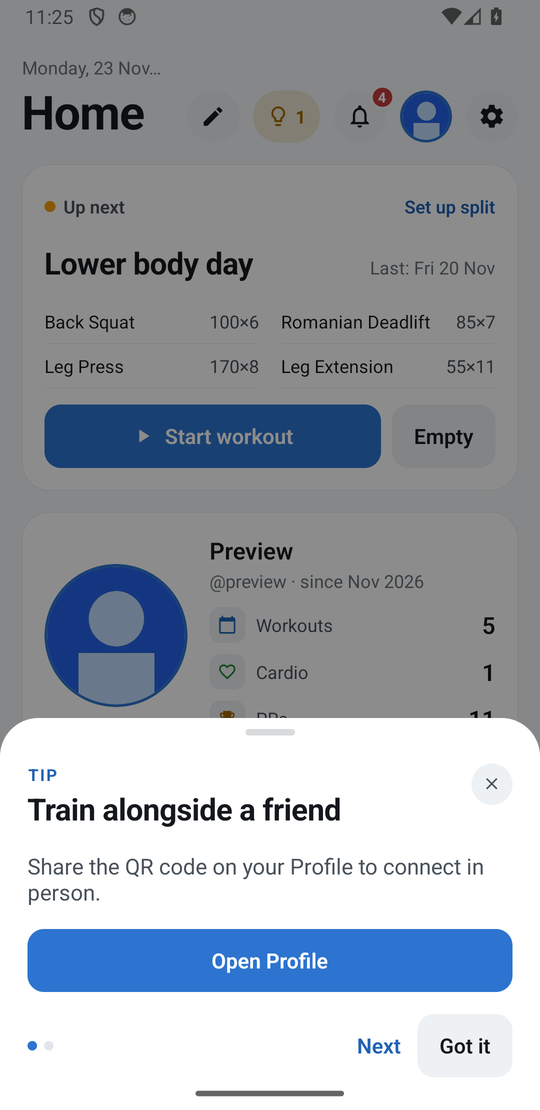 11:25
Monday, 23 Nov…
Home
1
4
Up next
Set up split
Lower body day
Last: Fri 20 Nov
Back Squat 100×6 Romanian Deadlift 85×7
Leg Press 170×8 Leg Extension 55×11
Start workout
Empty
Preview
@preview · since Nov 2026
Workouts 5
Cardio 1
PRs 11
TIP
Train alongside a friend
Share the QR code on your Profile to connect in
person.
Open Profile
Next
Got it